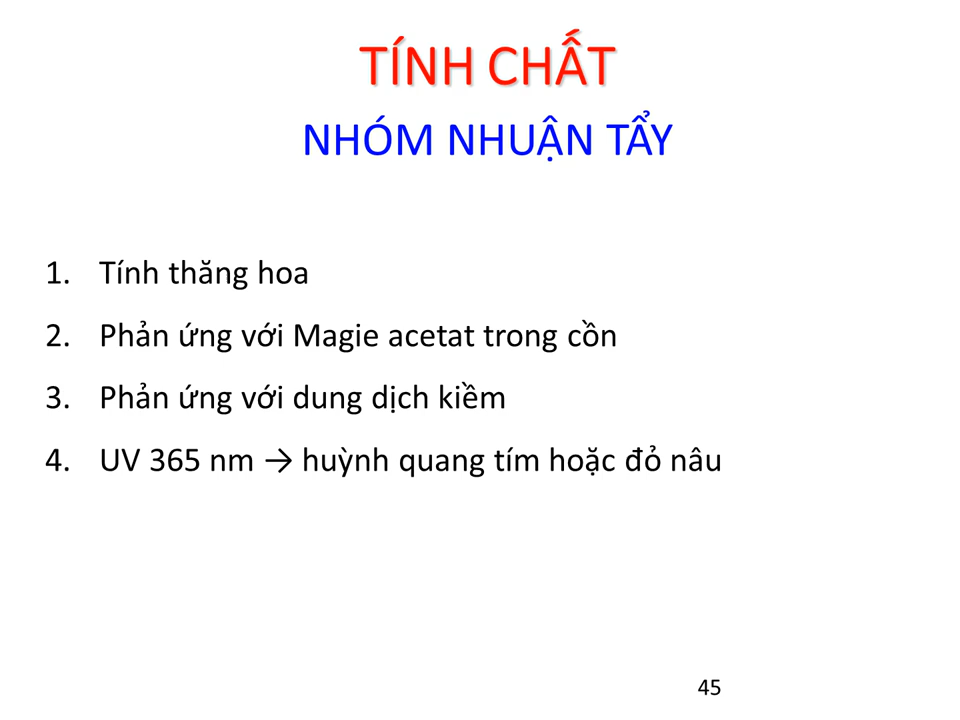 TÍNH CHẤT
NHÓM NHUẬN TẨY
1. Tính thăng hoa
2. Phản ứng với Magie acetat trong cồn
3. Phản ứng với dung dịch kiềm
4. UV 365 nm → huỳnh quang tím hoặc đỏ nâu
45